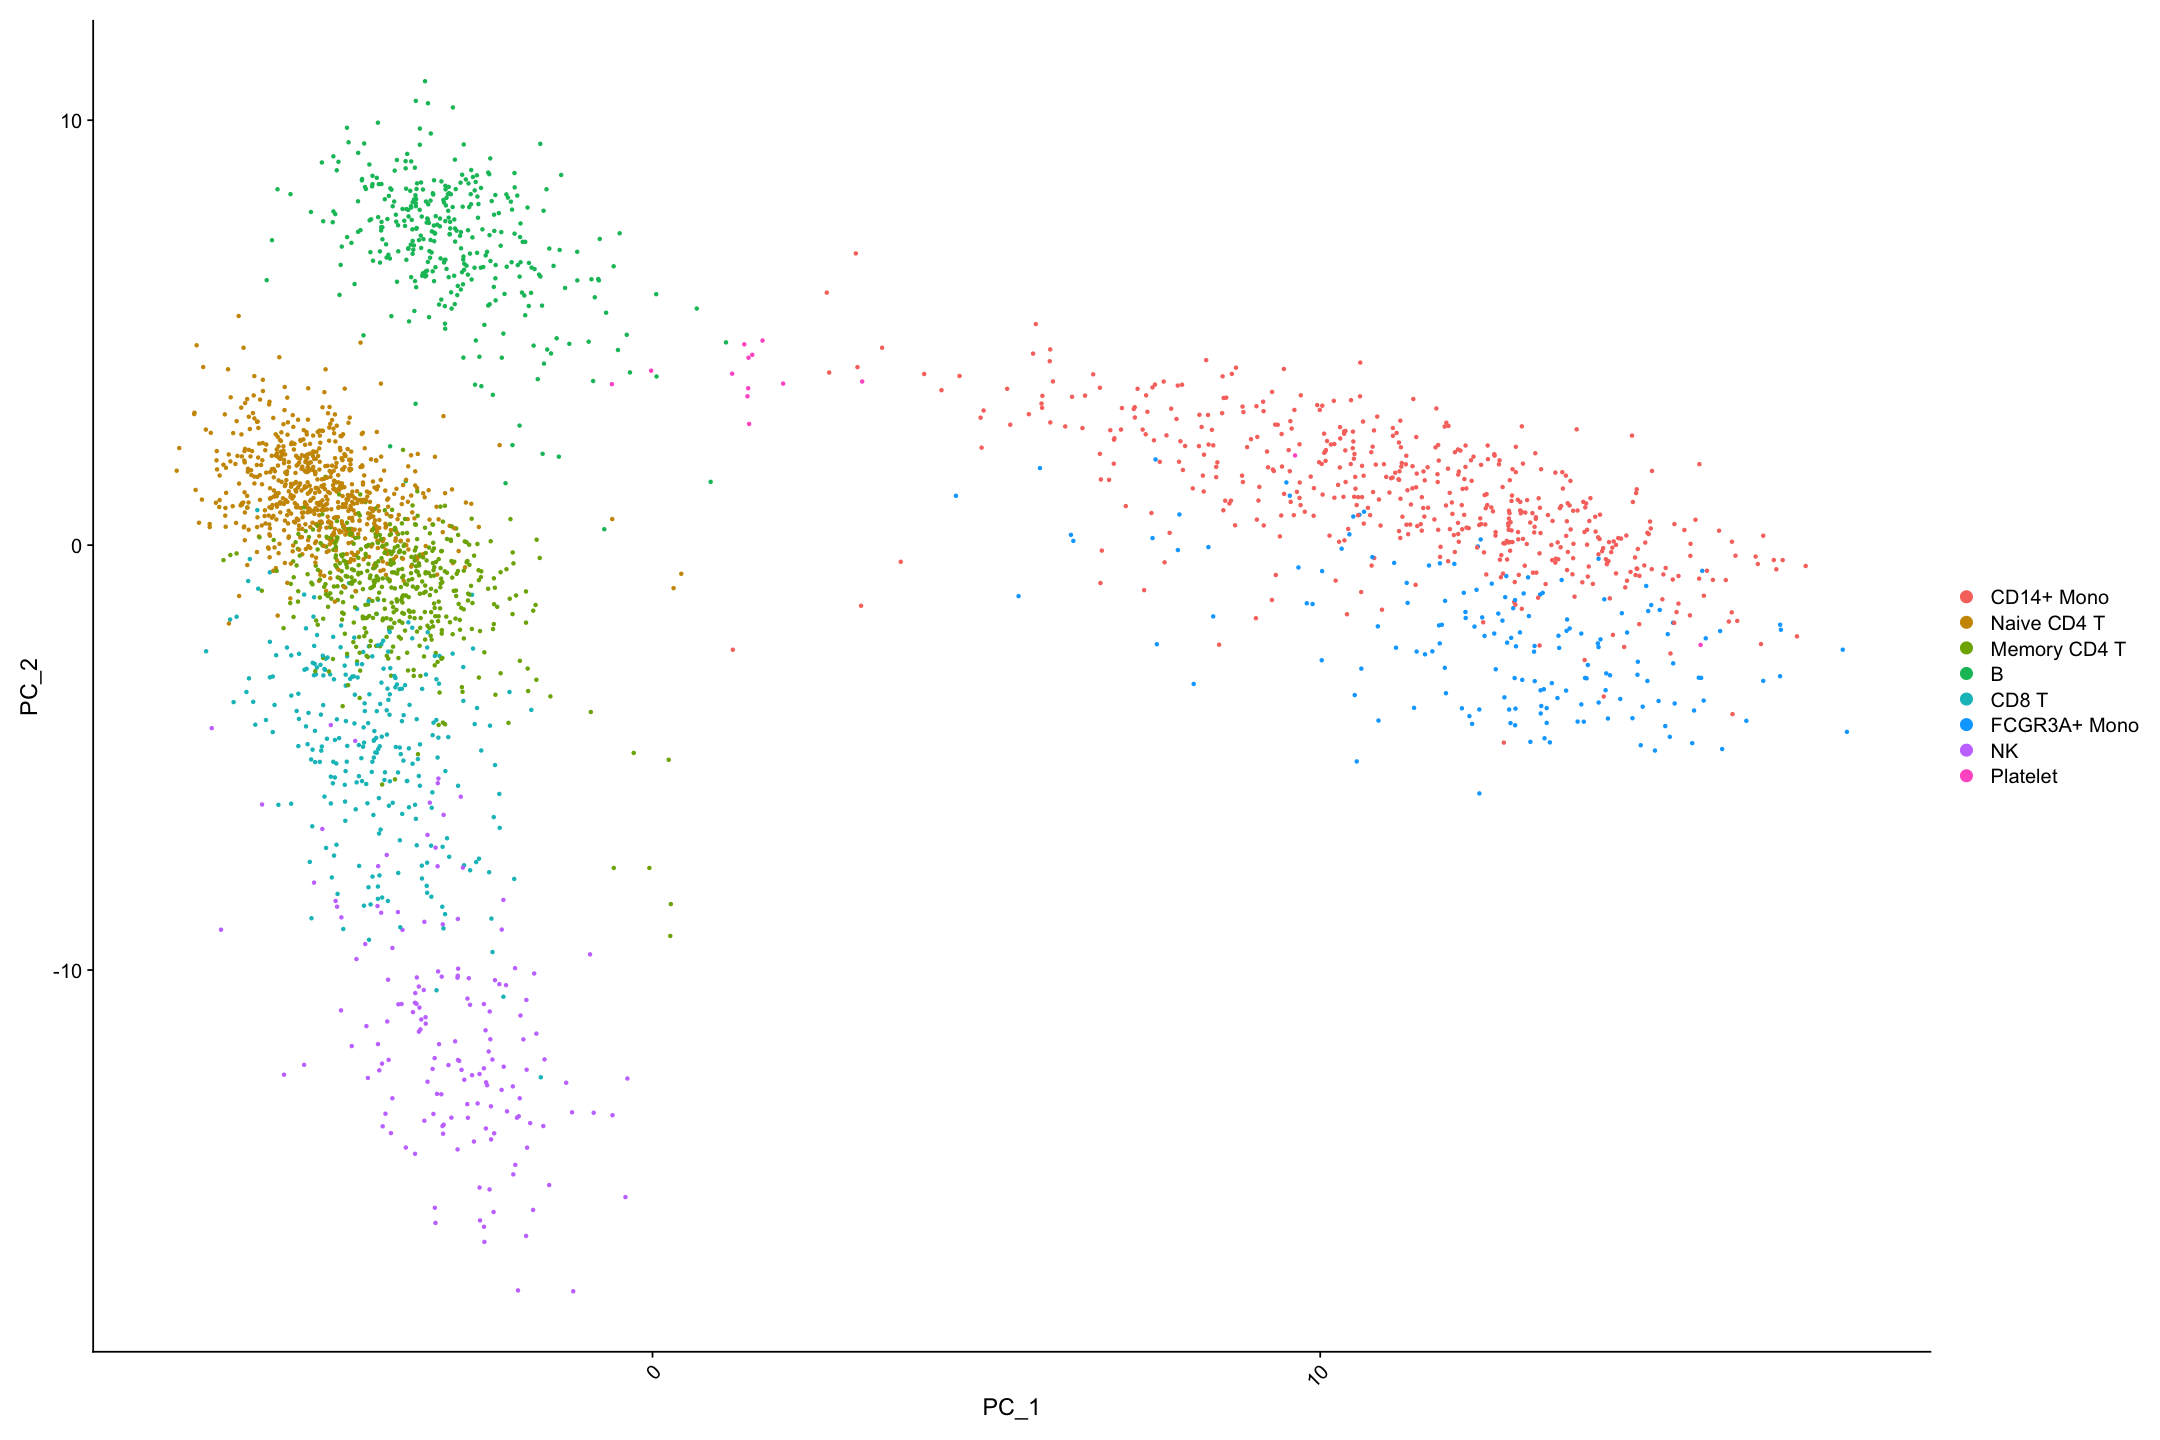 10
0
-10
PC_2
0
10
PC_1
CD14+ Mono
Naive CD4 T
Memory CD4 T
B
CD8 T
FCGR3A+ Mono
NK
Platelet